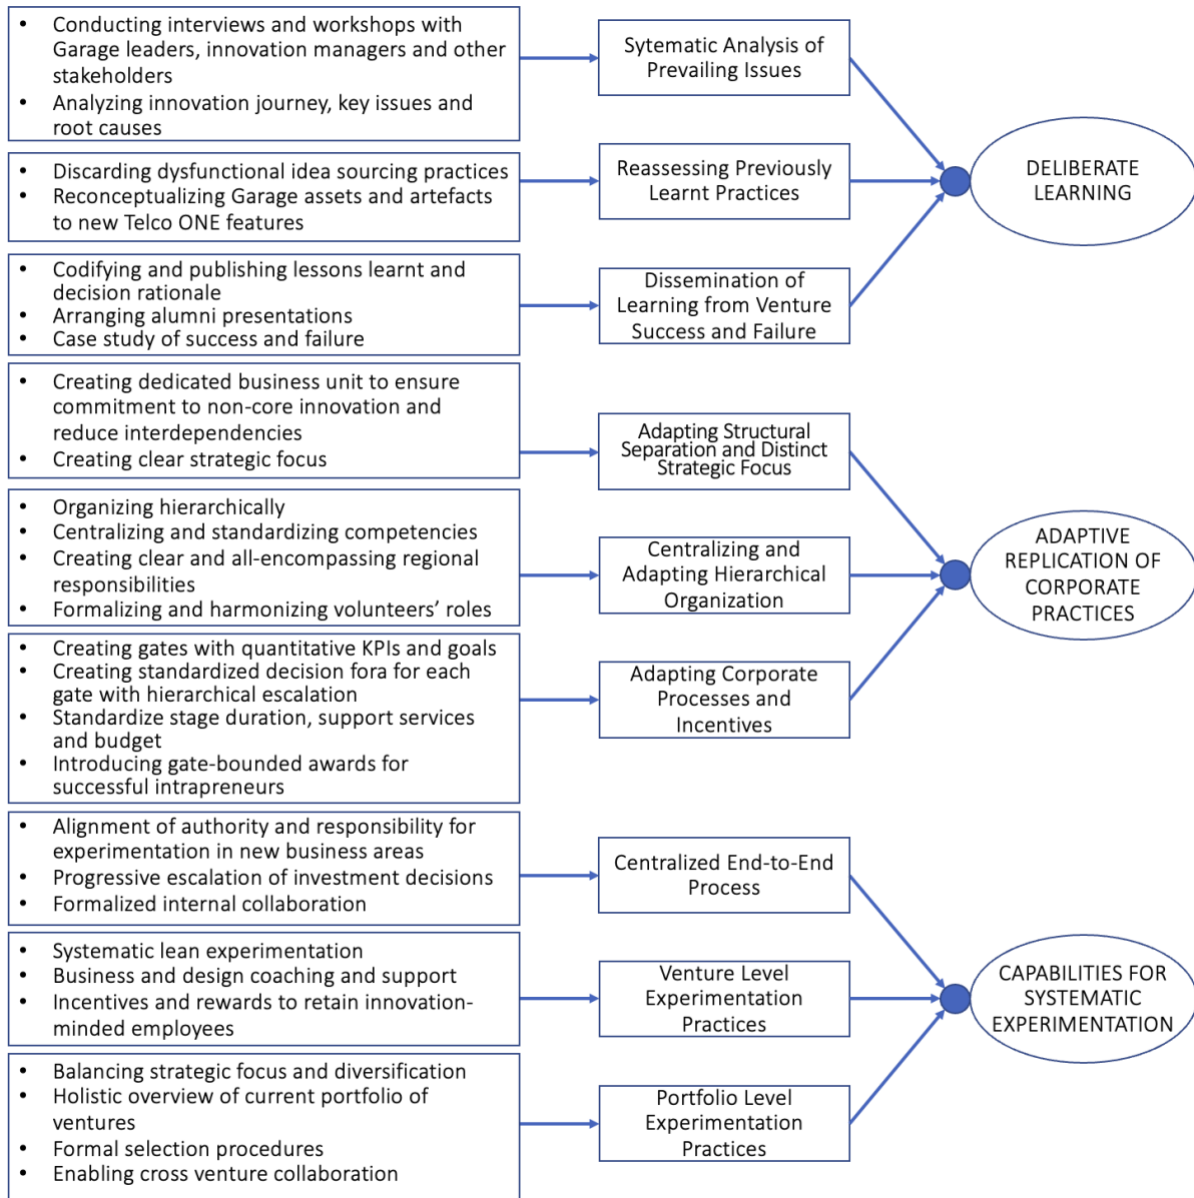 • Conducting interviews and workshops with
Garage leaders, innovation managers and other
stakeholders
• Analyzing innovation journey, key issues and
root causes
Sytematic Analysis of
Prevailing Issues
• Discarding dysfunctional idea sourcing practices
• Reconceptualizing Garage assets and artefacts
to new Telco ONE features
Reassessing Previously
Learnt Practices
• Codifying and publishing lessons learnt and
decision rationale
• Arranging alumni presentations
• Case study of success and failure
Dissemination of
Learning from Venture
Success and Failure
DELIBERATE
LEARNING
• Creating dedicated business unit to ensure
commitment to non-core innovation and
reduce interdependencies
• Creating clear strategic focus
Adapting Structural
Separation and Distinct
Strategic Focus
• Organizing hierarchically
• Centralizing and standardizing competencies
• Creating clear and all-encompassing regional
responsibilities
• Formalizing and harmonizing volunteers' roles
Centralizing and
Adapting Hierarchical
Organization
• Creating gates with quantitative KPIs and goals
• Creating standardized decision fora for each
gate with hierarchical escalation
• Standardize stage duration, support services
and budget
• Introducing gate-bounded awards for
successful intrapreneurs
Adapting Corporate
Processes and
Incentives
ADAPTIVE
REPLICATION OF
CORPORATE
PRACTICES
• Alignment of authority and responsibility for
experimentation in new business areas
• Progressive escalation of investment decisions
• Formalized internal collaboration
Centralized End-to-End
Process
• Systematic lean experimentation
• Business and design coaching and support
• Incentives and rewards to retain innovation-
minded employees
Venture Level
Experimentation
Practices
• Balancing strategic focus and diversification
• Holistic overview of current portfolio of
ventures
• Formal selection procedures
• Enabling cross venture collaboration
Portfolio Level
Experimentation
Practices
CAPABILITIES FOR
SYSTEMATIC
EXPERIMENTATION